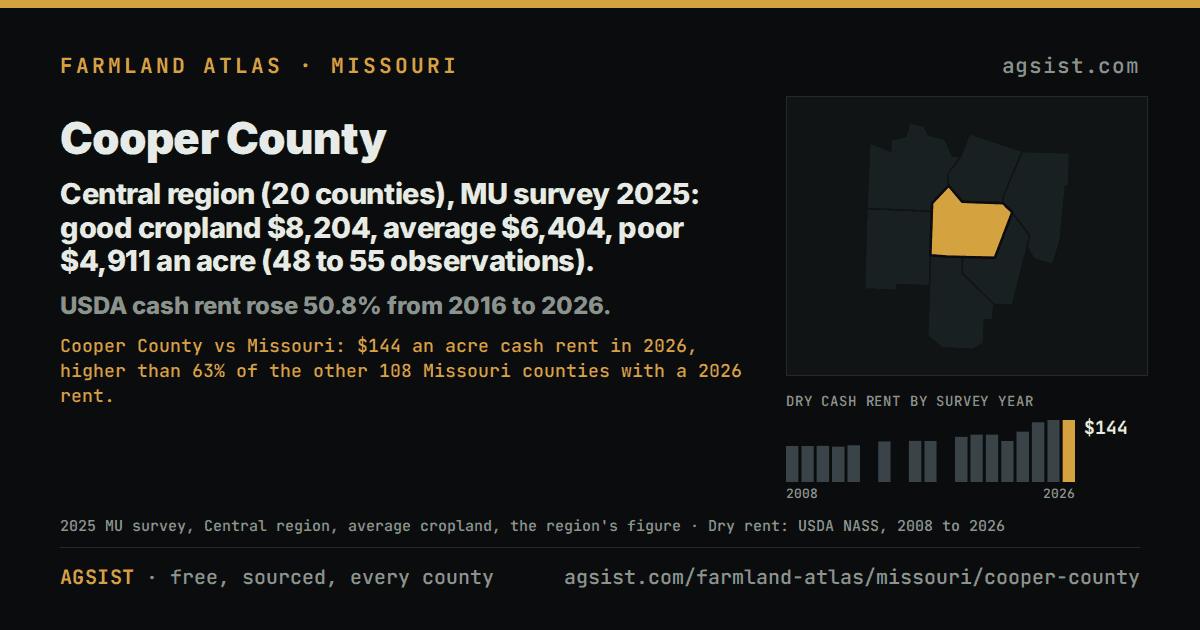 FARMLAND ATLAS · MISSOURI
agsist.com
Cooper County
Central region (20 counties), MU survey 2025:
good cropland $8,204, average $6,404, poor
$4,911 an acre (48 to 55 observations).
USDA cash rent rose 50.8% from 2016 to 2026.
Cooper County vs Missouri: $144 an acre cash rent in 2026,
higher than 63% of the other 108 Missouri counties with a 2026
rent.
DRY CASH RENT BY SURVEY YEAR
$144
2008
2026
2025 MU survey, Central region, average cropland, the region's figure · Dry rent: USDA NASS, 2008 to 2026
AGSIST · free, sourced, every county
agsist.com/farmland-atlas/missouri/cooper-county